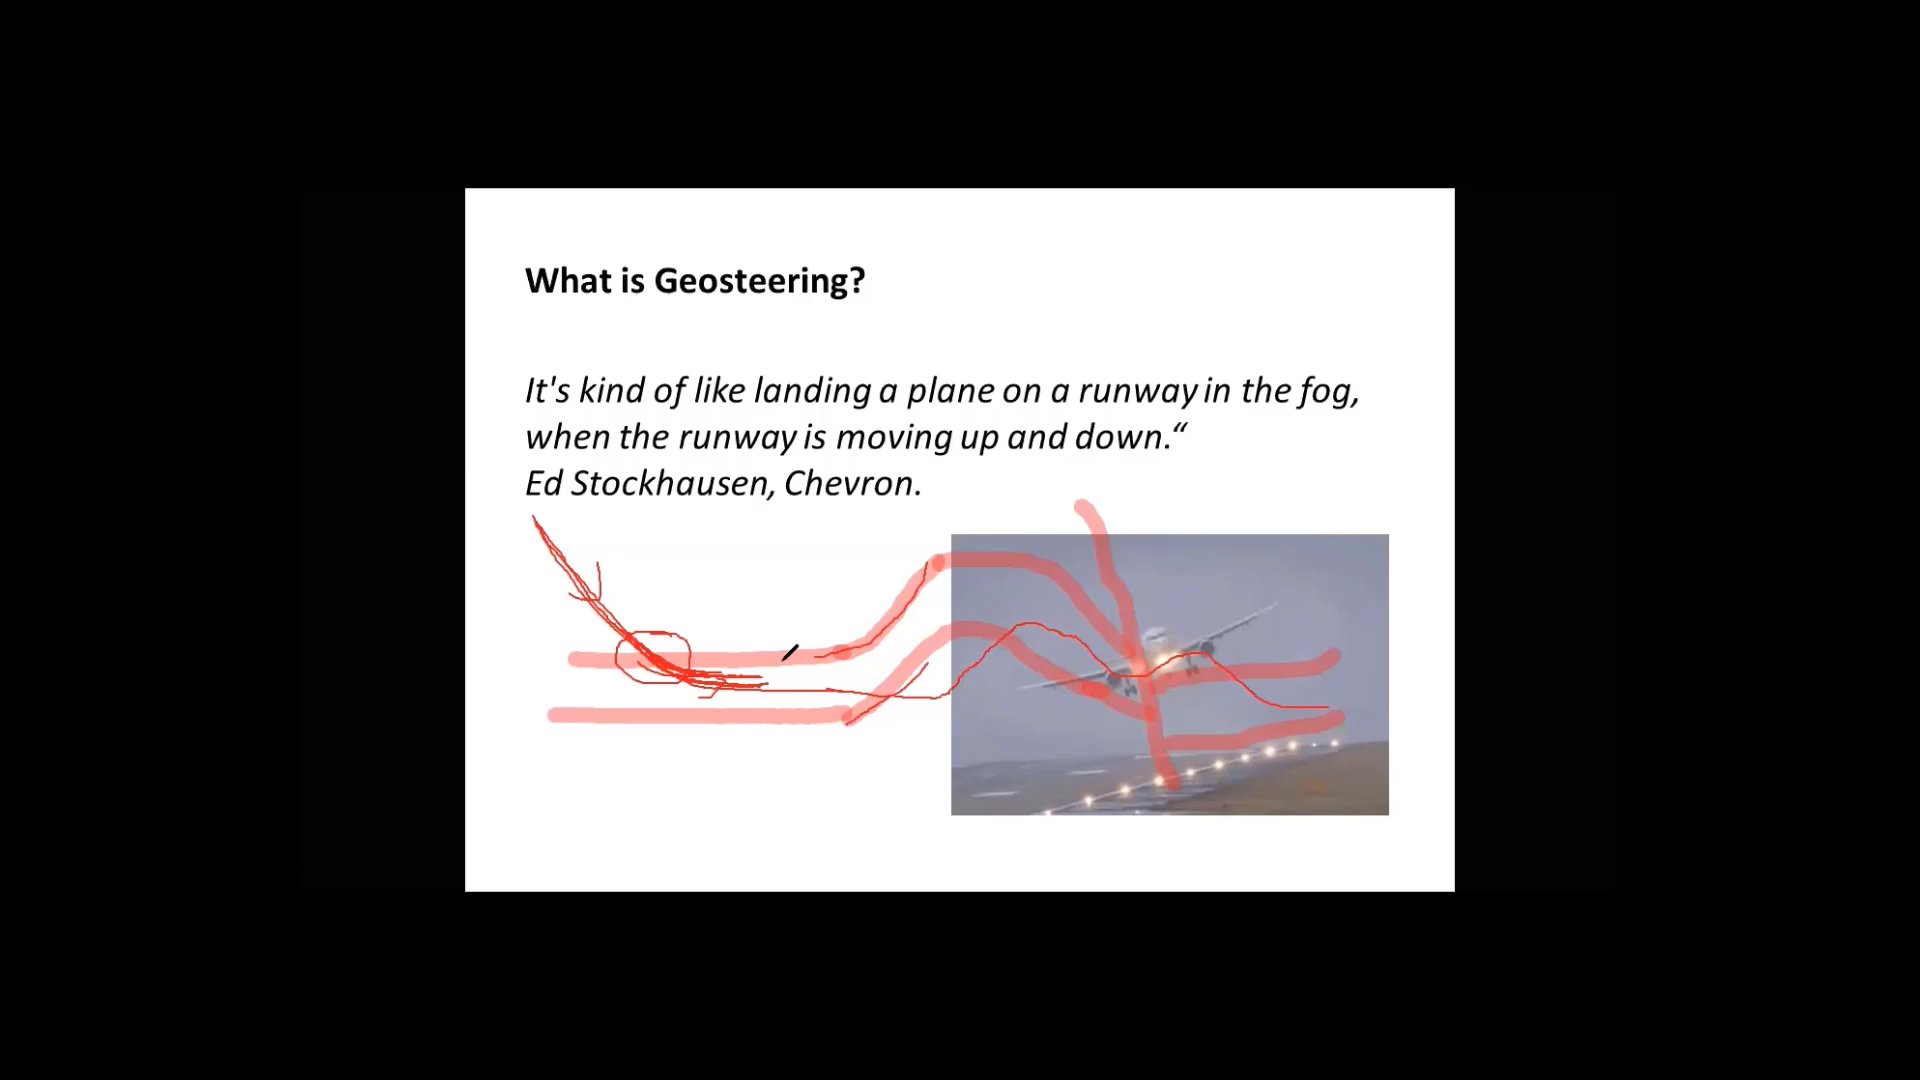 What is Geosteering?
It's kind of like landing a plane on a runway in the fog,
when the runway is moving up and down.“
Ed Stockhausen, Chevron.